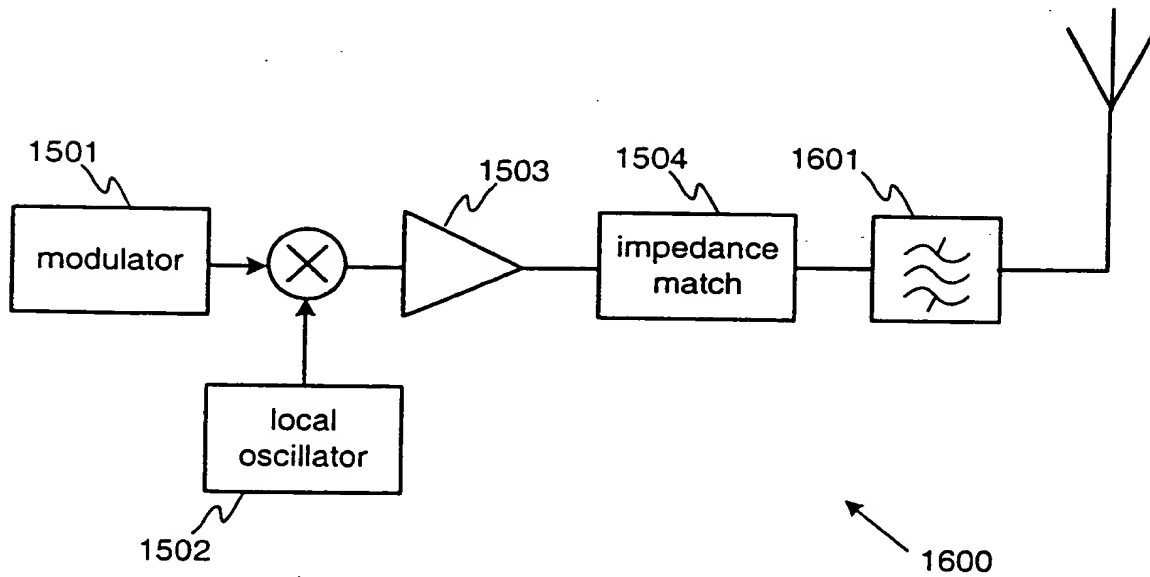 1501
1503
1504
1601
modulator
impedance
match
local
oscillator
1502
1600